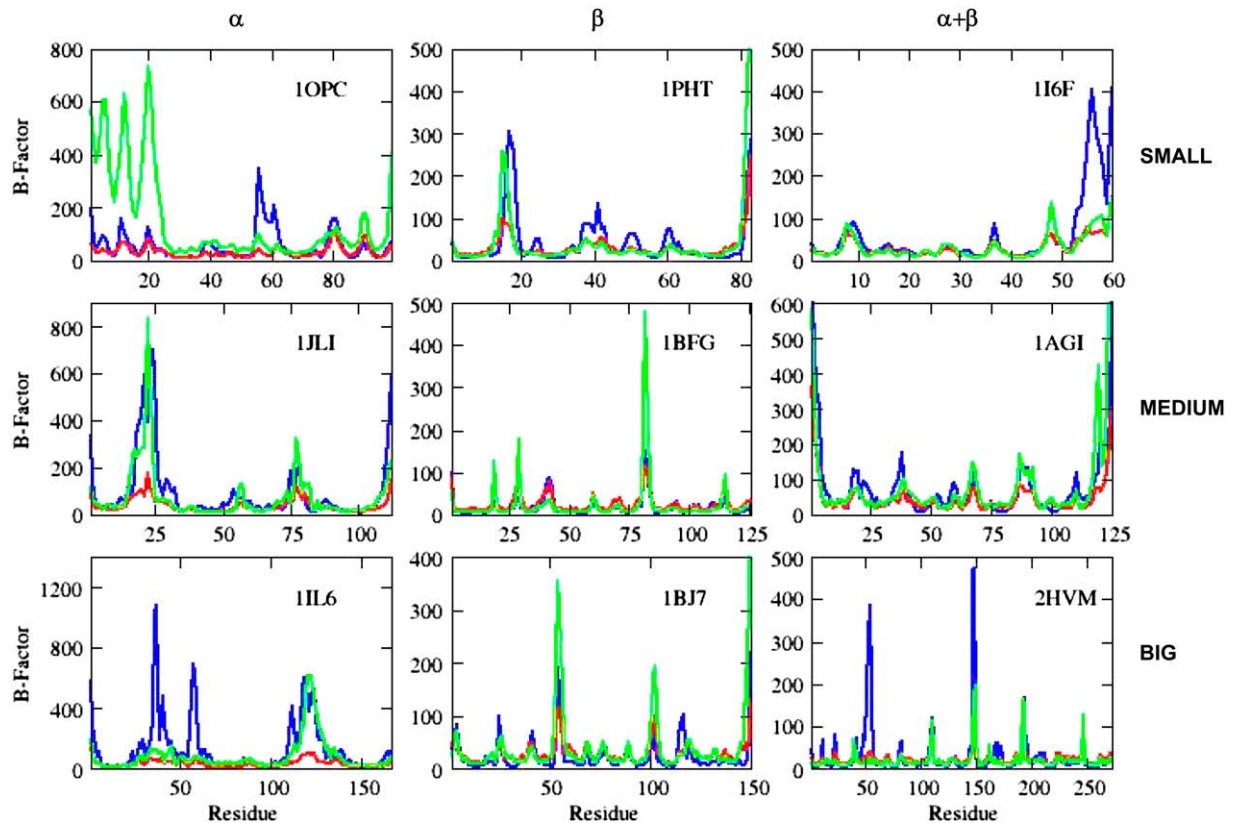 α β α+β
800 600 400 200 0
B-Factor
1OPC
20 40 60 80
500 400 300 200 100 0
1PHT
20 40 60 80
500 400 300 200 100 0
1I6F
10 20 30 40 50 60
SMALL
800 600 400 200 0
B-Factor
1JLI
25 50 75 100
500 400 300 200 100 0
1BFG
25 50 75 100 125
600 500 400 300 200 100 0
1AGI
25 50 75 100 125
MEDIUM
1200 800 400 0
B-Factor
1IL6
50 100 150
Residue
400 300 200 100 0
1BJ7
50 100 150
Residue
500 400 300 200 100 0
2HVM
50 100 150 200 250
Residue
BIG